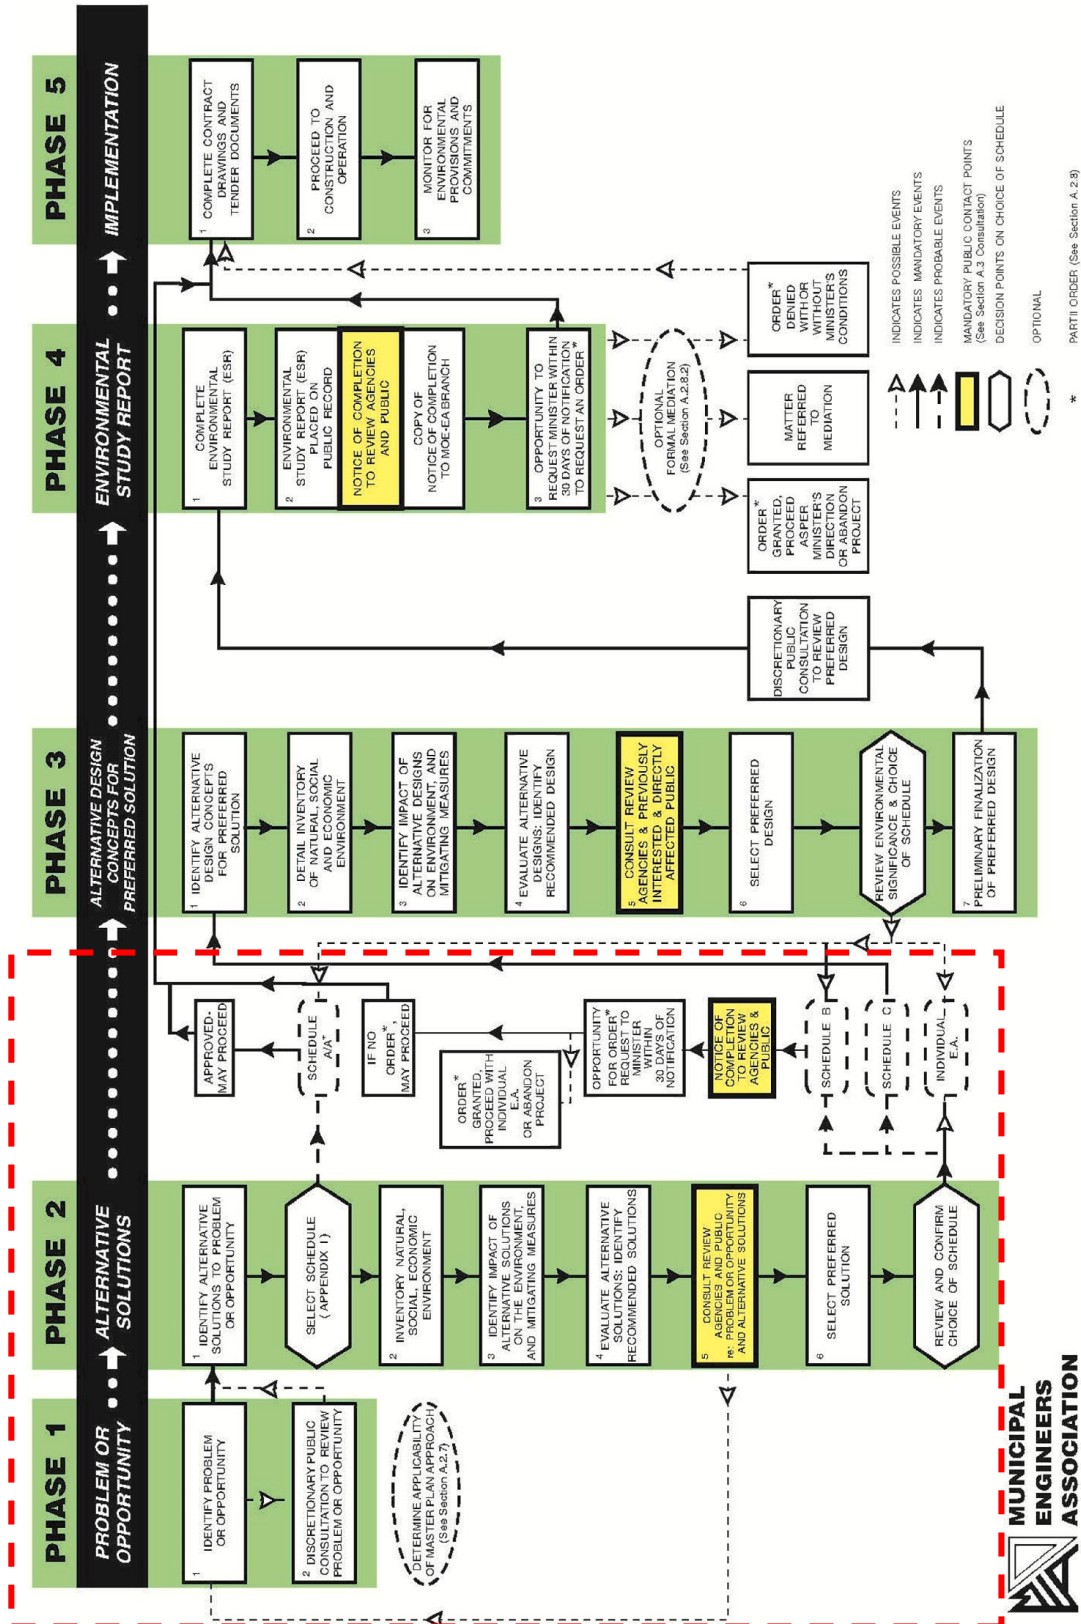 PHASE 1
PROBLEM OR
OPPORTUNITY
1 IDENTIFY PROBLEM
OR OPPORTUNITY
2 DISCRETIONARY PUBLIC
CONSULTATION TO REVIEW
PROBLEM OR OPPORTUNITY
DETERMINE APPLICABILITY
OF MASTER PLAN APPROACH
(See Section A.2.7)
PHASE 2
ALTERNATIVE
SOLUTIONS
1 IDENTIFY ALTERNATIVE
SOLUTIONS TO PROBLEM
OR OPPORTUNITY
SELECT SCHEDULE
( APPENDIX I )
2 INVENTORY NATURAL,
SOCIAL, ECONOMIC
ENVIRONMENT
3 IDENTIFY IMPACT OF
ALTERNATIVE SOLUTIONS
ON THE ENVIRONMENT,
AND MITIGATING MEASURES
4 EVALUATE ALTERNATIVE
SOLUTIONS: IDENTIFY
RECOMMENDED SOLUTIONS
5 CONSULT REVIEW
AGENCIES AND PUBLIC
re: PROBLEM OR OPPORTUNITY
AND ALTERNATIVE SOLUTIONS
6 SELECT PREFERRED
SOLUTION
REVIEW AND CONFIRM
CHOICE OF SCHEDULE
APPROVED-
MAY PROCEED
SCHEDULE
A/A+
IF NO
ORDER*,
MAY PROCEED
ORDER*
GRANTED,
PROCEED WITH
INDIVIDUAL
E.A.
OR ABANDON
PROJECT
OPPORTUNITY
FOR ORDER*
REQUEST TO
MINISTER
WITHIN
30 DAYS OF
NOTIFICATION
NOTICE OF
COMPLETION
TO REVIEW
AGENCIES &
PUBLIC
SCHEDULE B
SCHEDULE C
INDIVIDUAL
E.A.
PHASE 3
ALTERNATIVE DESIGN
CONCEPTS FOR
PREFERRED SOLUTION
1 IDENTIFY ALTERNATIVE
DESIGN CONCEPTS
FOR PREFERRED
SOLUTION
2 DETAIL INVENTORY
OF NATURAL, SOCIAL
AND ECONOMIC
ENVIRONMENT
3 IDENTIFY IMPACT OF
ALTERNATIVE DESIGNS
ON ENVIRONMENT, AND
MITIGATING MEASURES
4 EVALUATE ALTERNATIVE
DESIGNS: IDENTIFY
RECOMMENDED DESIGN
5 CONSULT REVIEW
AGENCIES & PREVIOUSLY
INTERESTED & DIRECTLY
AFFECTED PUBLIC
6 SELECT PREFERRED
DESIGN
REVIEW ENVIRONMENTAL
SIGNIFICANCE & CHOICE
OF SCHEDULE
7 PRELIMINARY FINALIZATION
OF PREFERRED DESIGN
DISCRETIONARY
PUBLIC
CONSULTATION
TO REVIEW
PREFERRED
DESIGN
PHASE 4
ENVIRONMENTAL
STUDY REPORT
1 COMPLETE
ENVIRONMENTAL
STUDY REPORT (ESR)
2 ENVIRONMENTAL
STUDY REPORT (ESR)
PLACED ON
PUBLIC RECORD
NOTICE OF COMPLETION
TO REVIEW AGENCIES
AND PUBLIC
COPY OF
NOTICE OF COMPLETION
TO MOE-EA BRANCH
3 OPPORTUNITY TO
REQUEST MINISTER WITHIN
30 DAYS OF NOTIFICATION
TO REQUEST AN ORDER*
OPTIONAL
FORMAL MEDIATION
(See Section A.2.8.2)
ORDER*
GRANTED,
PROCEED
AS PER
MINISTER'S
DIRECTION
OR ABANDON
PROJECT
MATTER
REFERRED
TO
MEDIATION
ORDER*
DENIED
WITH OR
WITHOUT
MINISTER'S
CONDITIONS
PHASE 5
IMPLEMENTATION
1 COMPLETE CONTRACT
DRAWINGS AND
TENDER DOCUMENTS
2 PROCEED TO
CONSTRUCTION AND
OPERATION
3 MONITOR FOR
ENVIRONMENTAL
PROVISIONS AND
COMMITMENTS
INDICATES POSSIBLE EVENTS
INDICATES MANDATORY EVENTS
INDICATES PROBABLE EVENTS
MANDATORY PUBLIC CONTACT POINTS
(See Section A.3 Consultation)
DECISION POINTS ON CHOICE OF SCHEDULE
OPTIONAL
* PART II ORDER (See Section A.2.8)
MUNICIPAL
ENGINEERS
ASSOCIATION